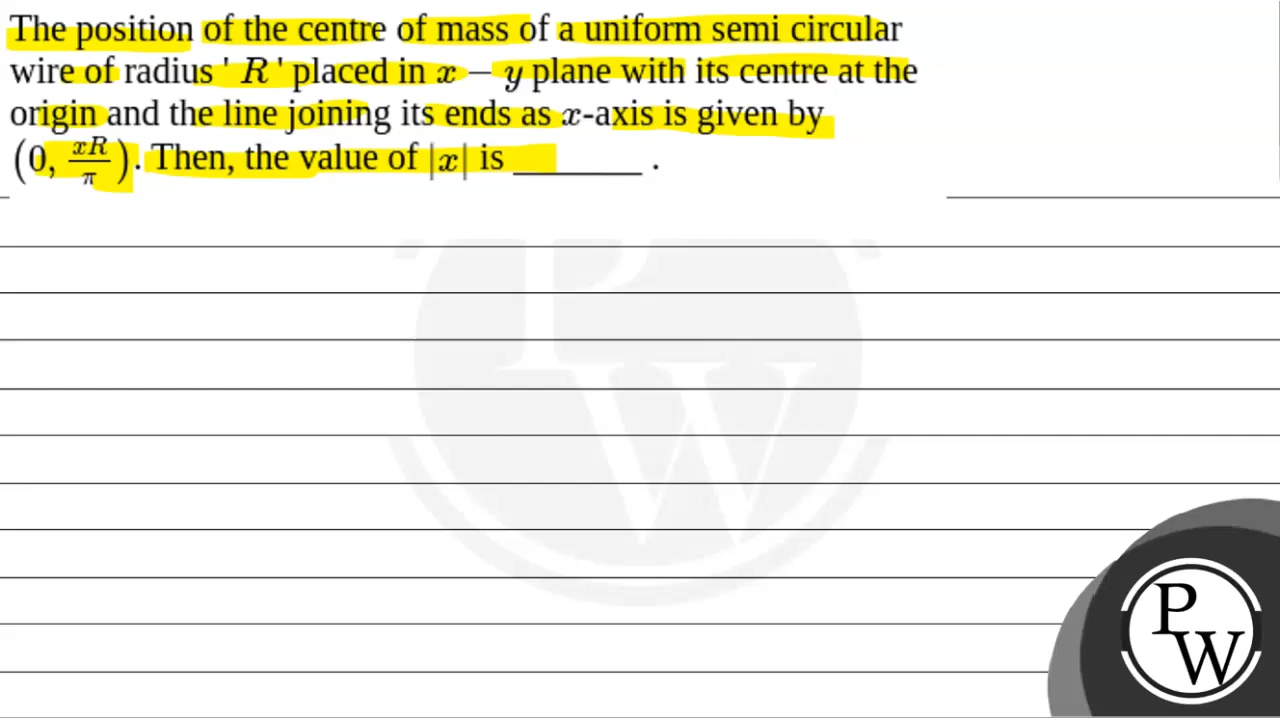 The position of the centre of mass of a uniform semi circular
wire of radius ' R ' placed in x − y plane with its centre at the
origin and the line joining its ends as x-axis is given by
(0, xR/π). Then, the value of |x| is ________ .
PW
PW